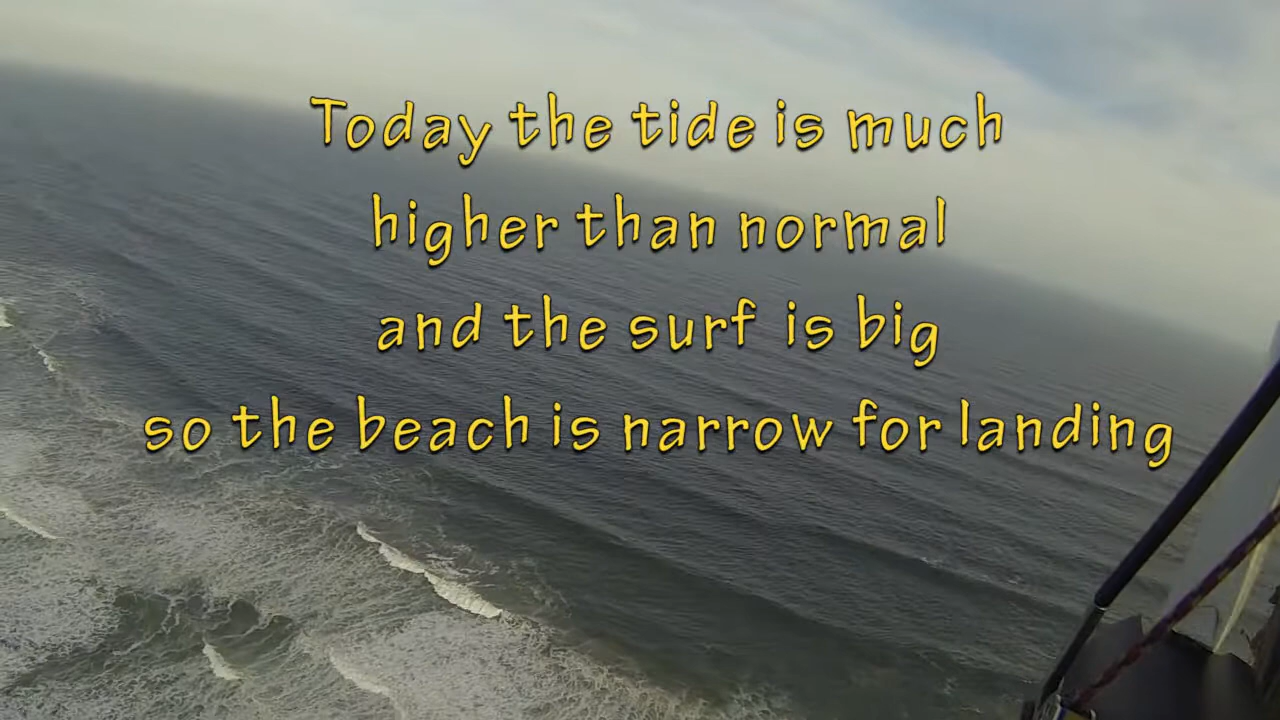 Today the tide is much
higher than normal
and the surf is big
so the beach is narrow for landing